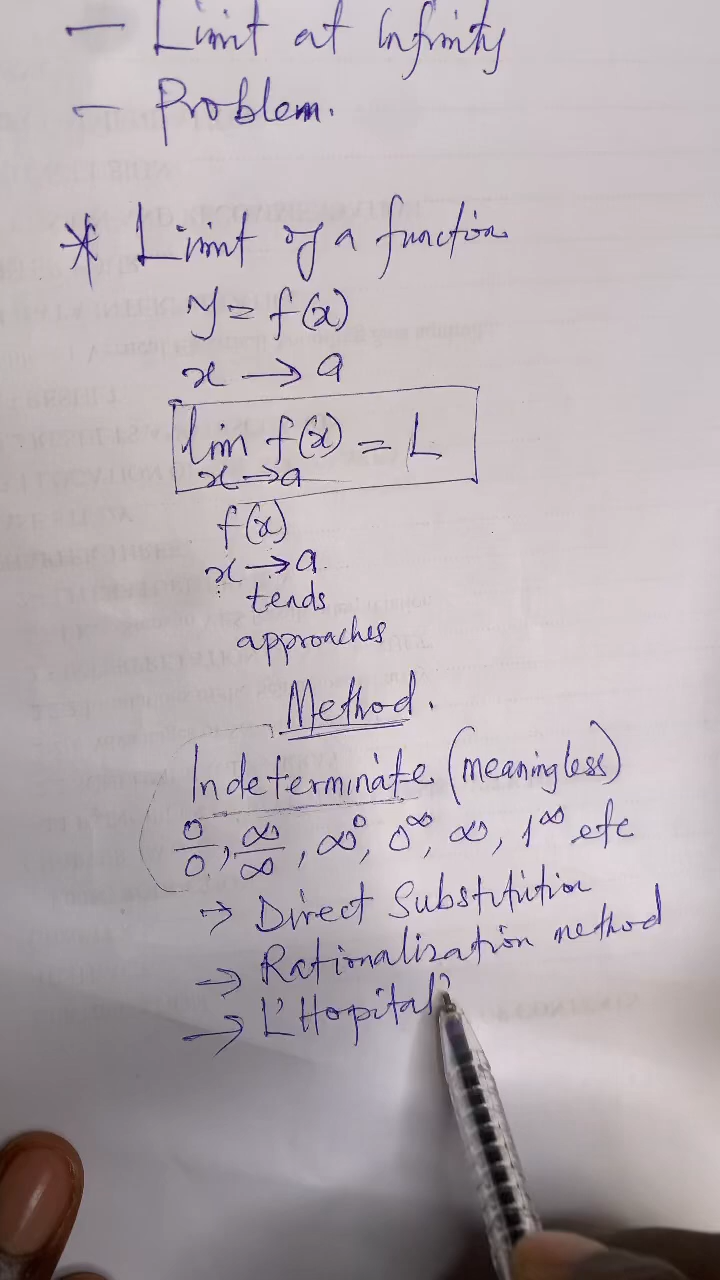 — Limit at Infinity
— Problem.
* Limit of a function
y = f(x)
x → a
lim f(x) = L
x→a
f(x)
x → a
tends
approaches
Method.
Indeterminate (meaningless)
0/0, ∞/∞, ∞⁰, 0^∞, ∞, 1^∞ etc
→ Direct Substitution
→ Rationalization method
→ L'Hopital'